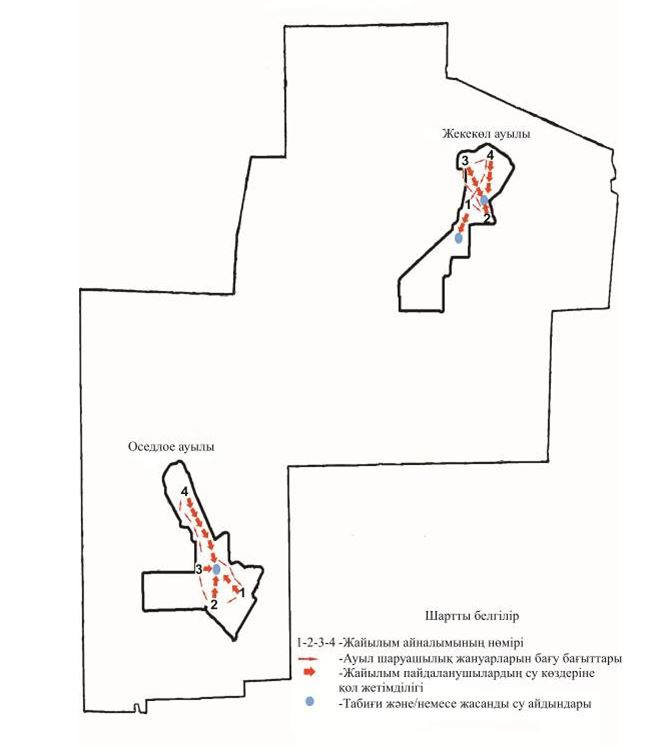 Жекекөл ауылы
3 4
1
2
Оседлое ауылы
4
3
1
2
Шартты белгілір
1-2-3-4 -Жайылым айналымының нөмірі
-Ауыл шаруашылық жануарларын бағу бағыттары
-Жайылым пайдаланушылардың су көздеріне
қол жетімділігі
-Табиғи және/немесе жасанды су айдындары